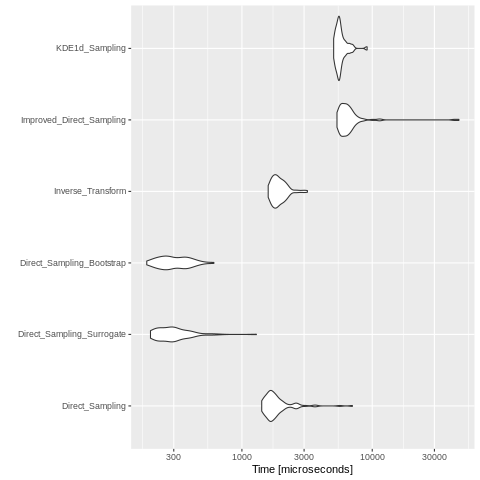 KDE1d_Sampling
Improved_Direct_Sampling
Inverse_Transform
Direct_Sampling_Bootstrap
Direct_Sampling_Surrogate
Direct_Sampling
300 1000 3000 10000 30000
Time [microseconds]